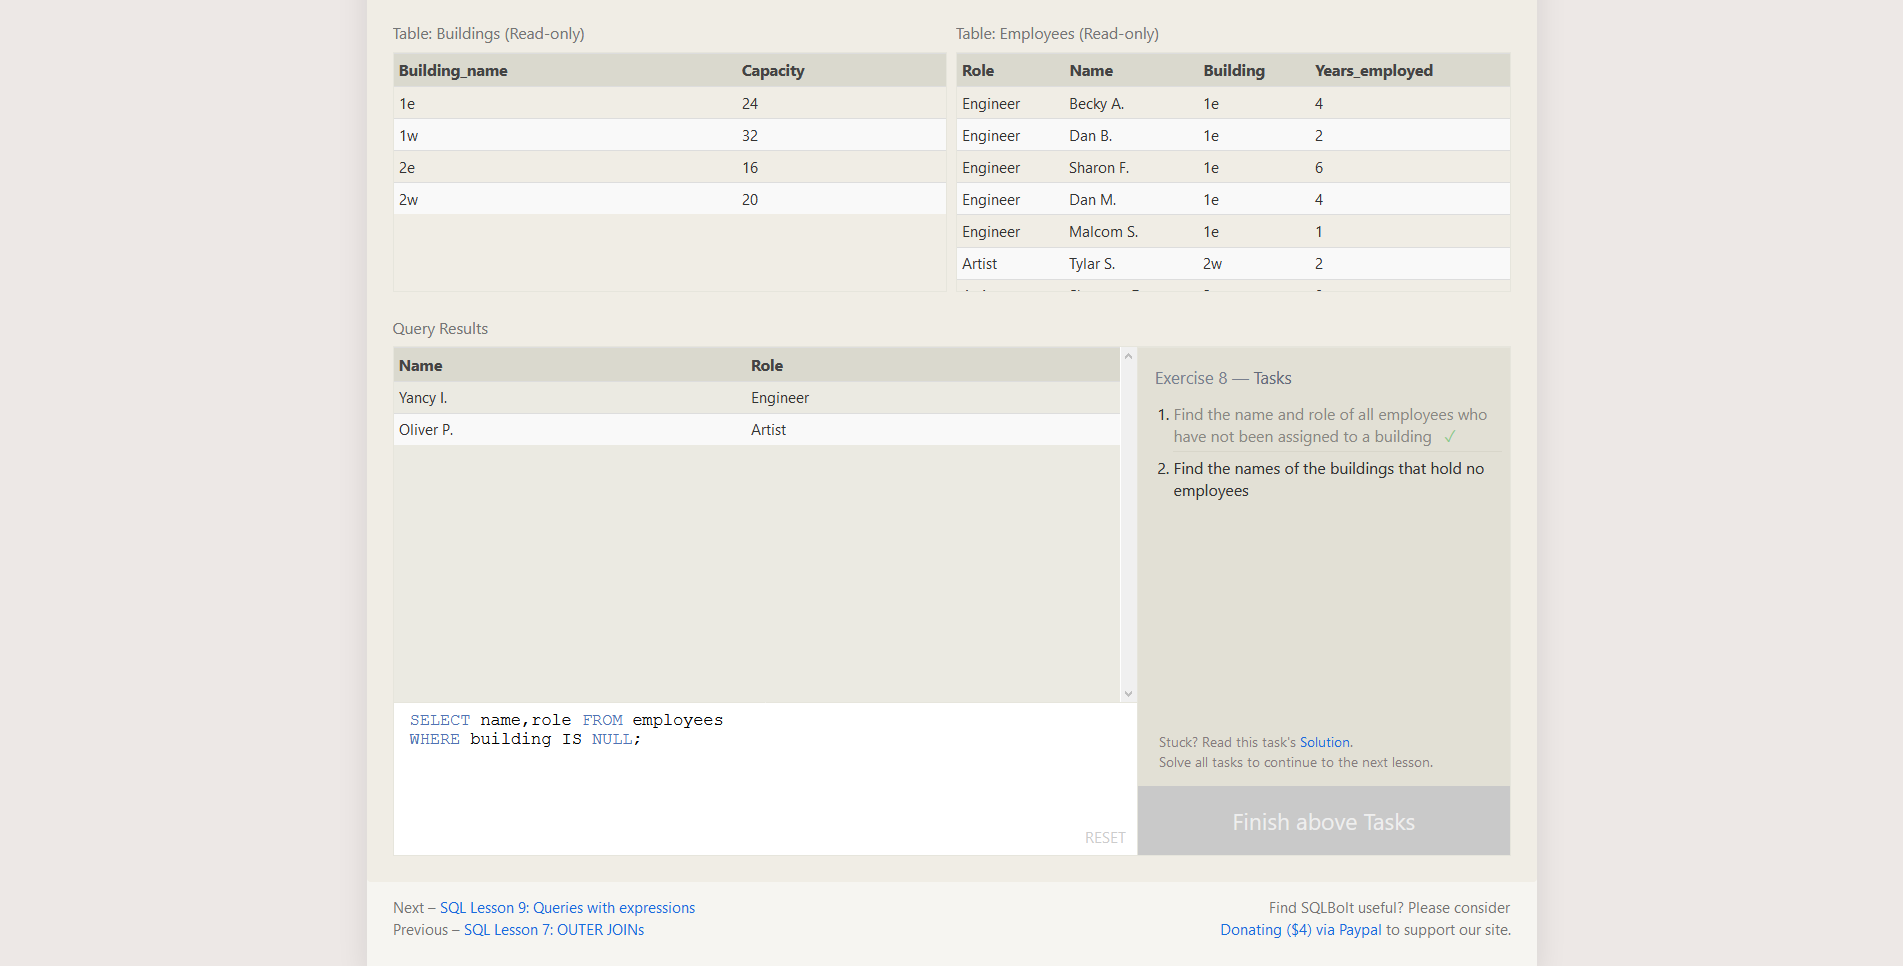 Table: Buildings (Read-only)
Building_name Capacity
1e 24
1w 32
2e 16
2w 20
Table: Employees (Read-only)
Role Name Building Years_employed
Engineer Becky A. 1e 4
Engineer Dan B. 1e 2
Engineer Sharon F. 1e 6
Engineer Dan M. 1e 4
Engineer Malcom S. 1e 1
Artist Tylar S. 2w 2
Query Results
Name Role
Yancy I. Engineer
Oliver P. Artist
SELECT name,role FROM employees
WHERE building IS NULL;
RESET
Exercise 8 — Tasks
1. Find the name and role of all employees who
have not been assigned to a building ✓
2. Find the names of the buildings that hold no
employees
Stuck? Read this task's Solution.
Solve all tasks to continue to the next lesson.
Finish above Tasks
Next – SQL Lesson 9: Queries with expressions
Previous – SQL Lesson 7: OUTER JOINs
Find SQLBolt useful? Please consider
Donating ($4) via Paypal to support our site.